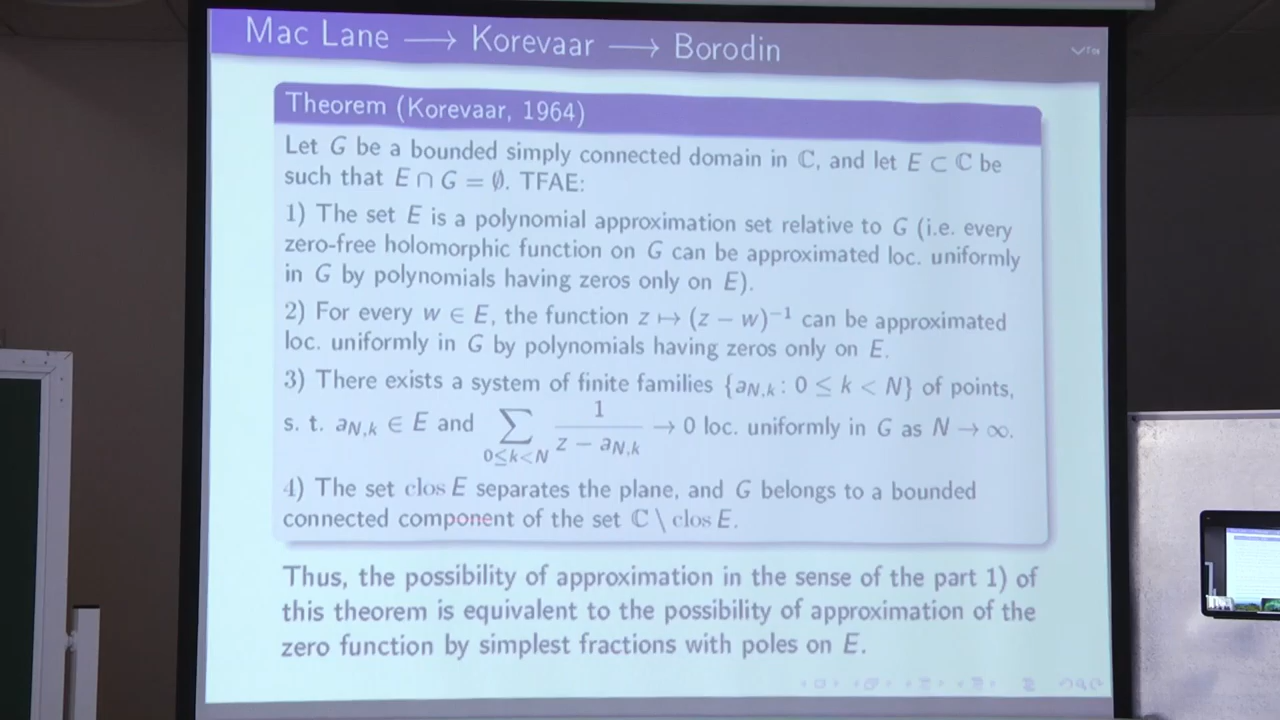 Mac Lane ⟶ Korevaar ⟶ Borodin
Theorem (Korevaar, 1964)
Let G be a bounded simply connected domain in ℂ, and let E ⊂ ℂ be
such that E ∩ G = ∅. TFAE:
1) The set E is a polynomial approximation set relative to G (i.e. every
zero-free holomorphic function on G can be approximated loc. uniformly
in G by polynomials having zeros only on E).
2) For every w ∈ E, the function z ↦ (z − w)⁻¹ can be approximated
loc. uniformly in G by polynomials having zeros only on E.
3) There exists a system of finite families {a_{N,k} : 0 ≤ k < N} of points,
s. t. a_{N,k} ∈ E and ∑_{0≤k<N} 1/(z − a_{N,k}) → 0 loc. uniformly in G as N → ∞.
4) The set clos E separates the plane, and G belongs to a bounded
connected component of the set ℂ \ clos E.
Thus, the possibility of approximation in the sense of the part 1) of
this theorem is equivalent to the possibility of approximation of the
zero function by simplest fractions with poles on E.